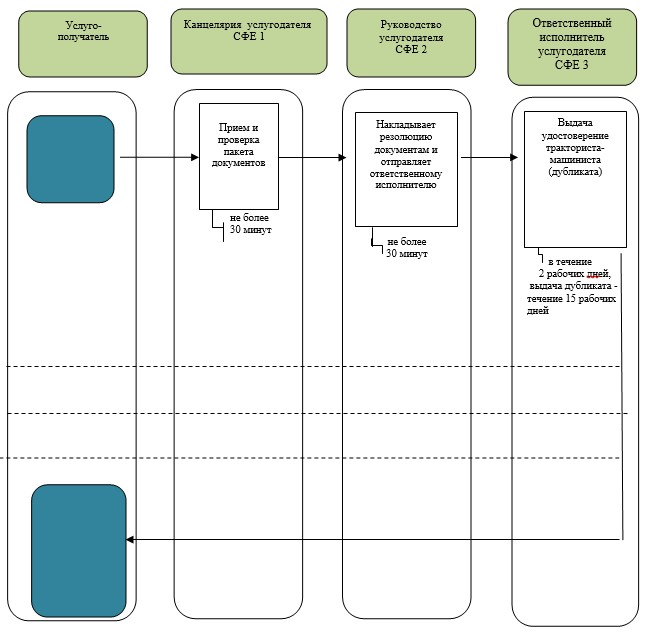 Услуго-
получатель
Канцелярия услугодателя
СФЕ 1
Руководство
услугодателя
СФЕ 2
Ответственный
исполнитель
услугодателя
СФЕ 3
Прием и
проверка
пакета
документов
не более
30 минут
Накладывает
резолюцию
документам и
отправляет
ответственному
исполнителю
не более
30 минут
Выдача
удостоверение
тракториста-
машиниста
(дубликата)
в течение
2 рабочих дней,
выдача дубликата -
течение 15 рабочих
дней